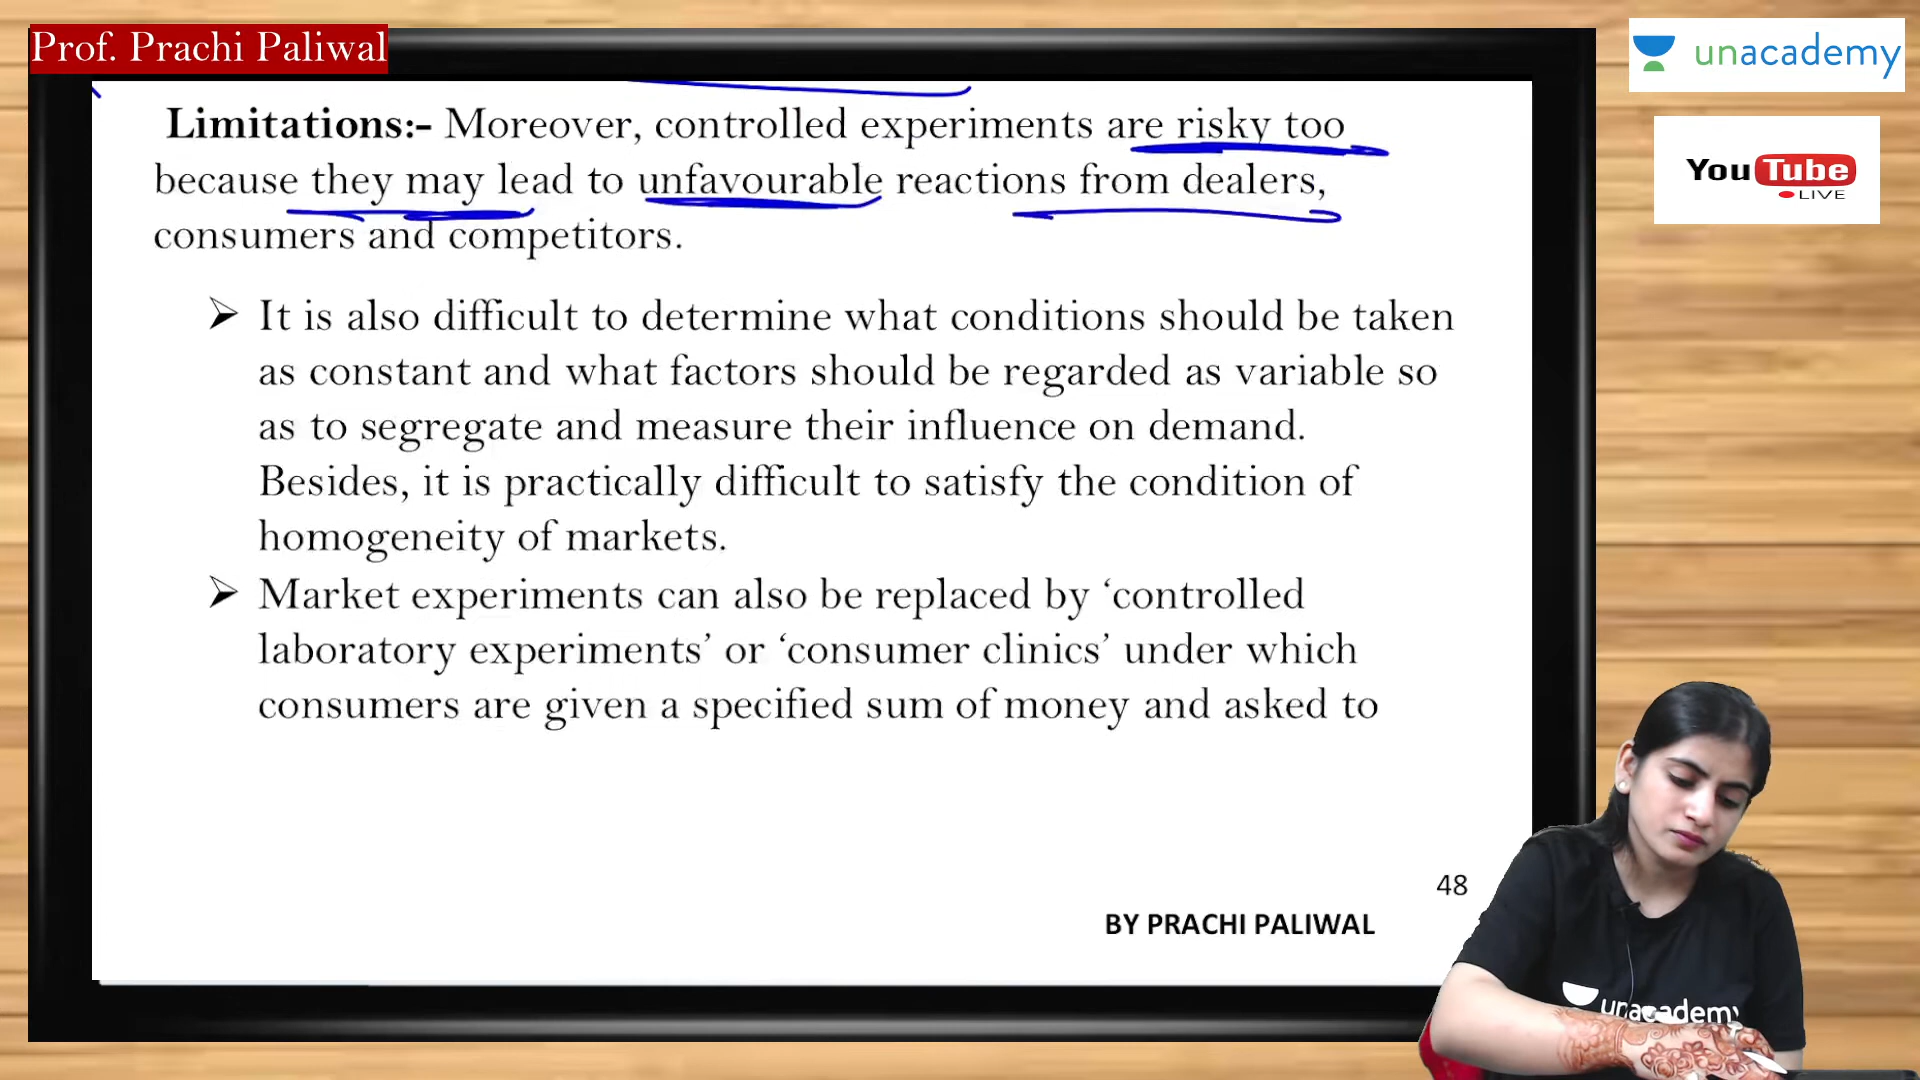 Prof. Prachi Paliwal
unacademy
You Tube
LIVE
Limitations:- Moreover, controlled experiments are risky too
because they may lead to unfavourable reactions from dealers,
consumers and competitors.
➢ It is also difficult to determine what conditions should be taken
as constant and what factors should be regarded as variable so
as to segregate and measure their influence on demand.
Besides, it is practically difficult to satisfy the condition of
homogeneity of markets.
➢ Market experiments can also be replaced by ‘controlled
laboratory experiments’ or ‘consumer clinics’ under which
consumers are given a specified sum of money and asked to
48
BY PRACHI PALIWAL
unacademy